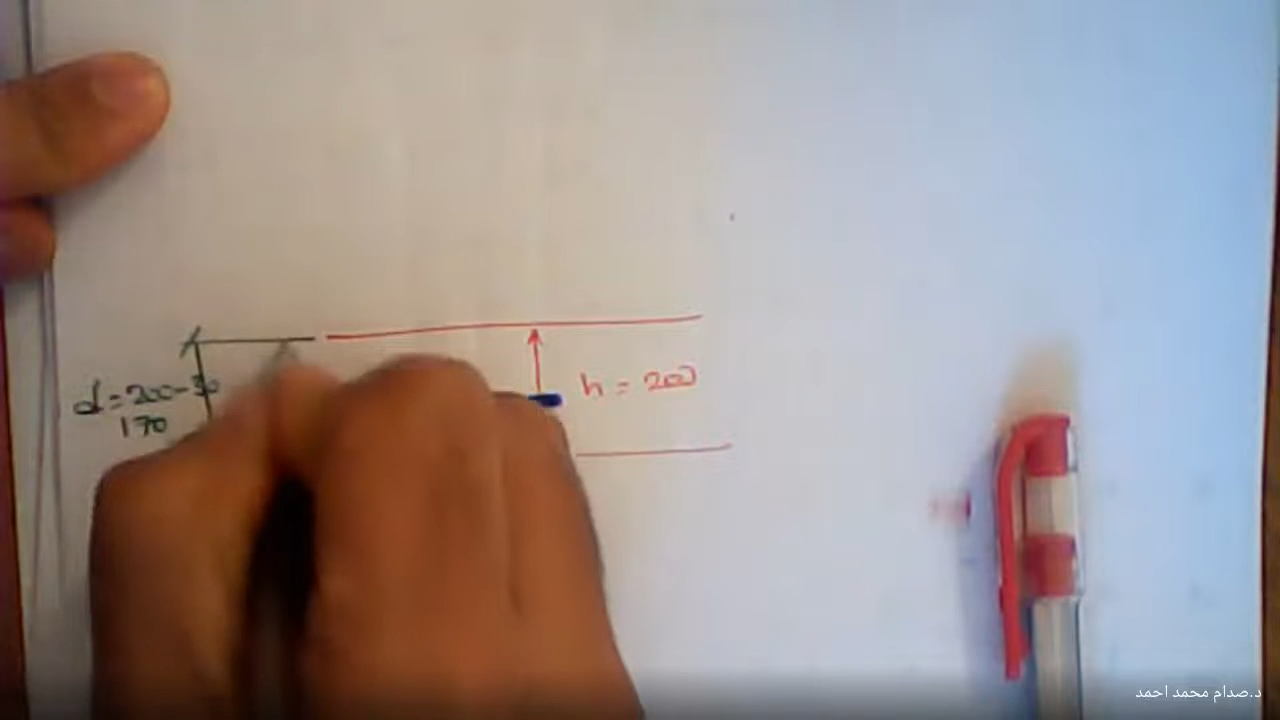 h = 200
d = 200-30
170
د.صدام محمد احمد